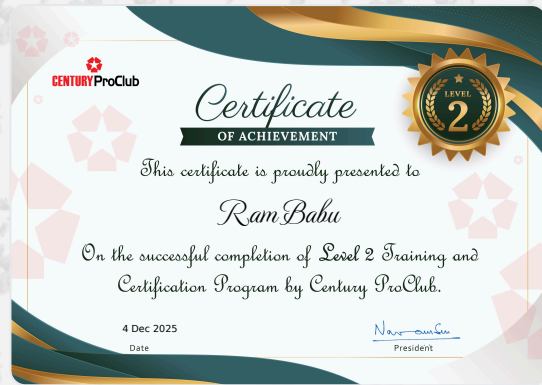 CENTURY ProClub
LEVEL
2
Certificate
OF ACHIEVEMENT
This certificate is proudly presented to
Ram Babu
On the successful completion of Level 2 Training and
Certification Program by Century ProClub.
4 Dec 2025
Date
President